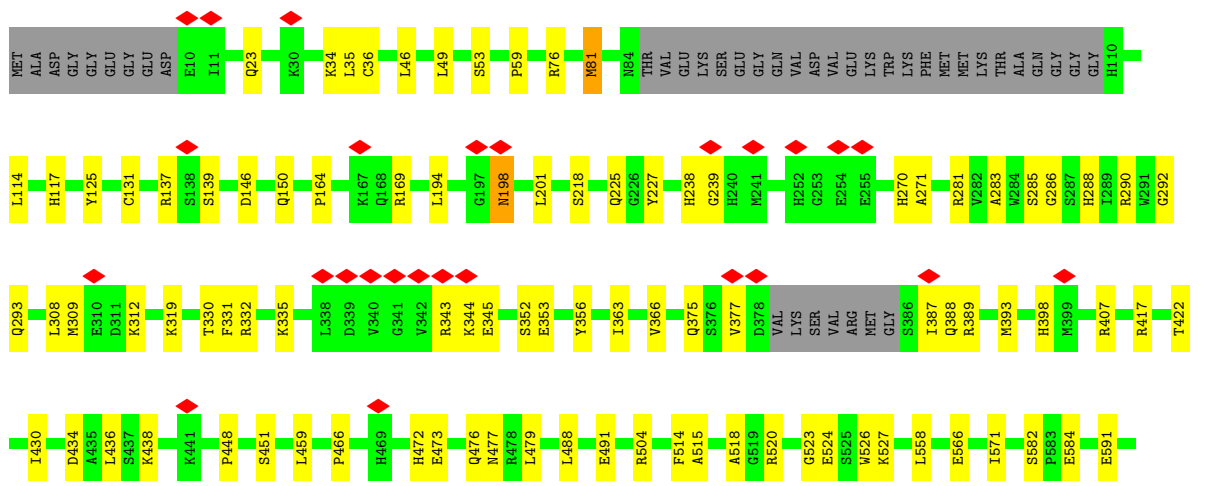 MET ALA ASP GLY GLY GLU GLY GLU ASP E10 I11 Q23 K30 K34 L35 C36 L46 L49 S53 P59 R76 M81 N84 THR VAL GLU LYS SER GLU GLY GLN VAL ASP VAL GLU LYS TRP LYS PHE MET MET LYS THR ALA GLN GLY GLY GLY H110
L114 H117 Y125 C131 R137 S138 S139 D146 Q150 P164 K167 Q168 R169 L194 G197 N198 L201 S218 Q225 G226 Y227 H238 G239 H240 M241 H252 G253 E254 E255 H270 A271 R281 V282 A283 W284 S285 G286 S287 H288 I289 R290 W291 G292
Q293 L308 M309 E310 D311 K312 K319 T330 F331 R332 K335 L338 D339 V340 G341 V342 R343 K344 E345 S352 E353 Y356 I363 V366 Q375 S376 V377 D378 VAL LYS SER VAL ARG MET GLY S386 I387 Q388 R389 M393 H398 M399 R407 R417 T422
I430 D434 A435 L436 S437 K438 K441 P448 S451 L459 P466 H469 H472 E473 Q476 N477 R478 L479 L488 E491 R504 F514 A515 A518 G519 R520 G523 E524 S525 W526 K527 L558 E566 I571 S582 P583 E584 E591